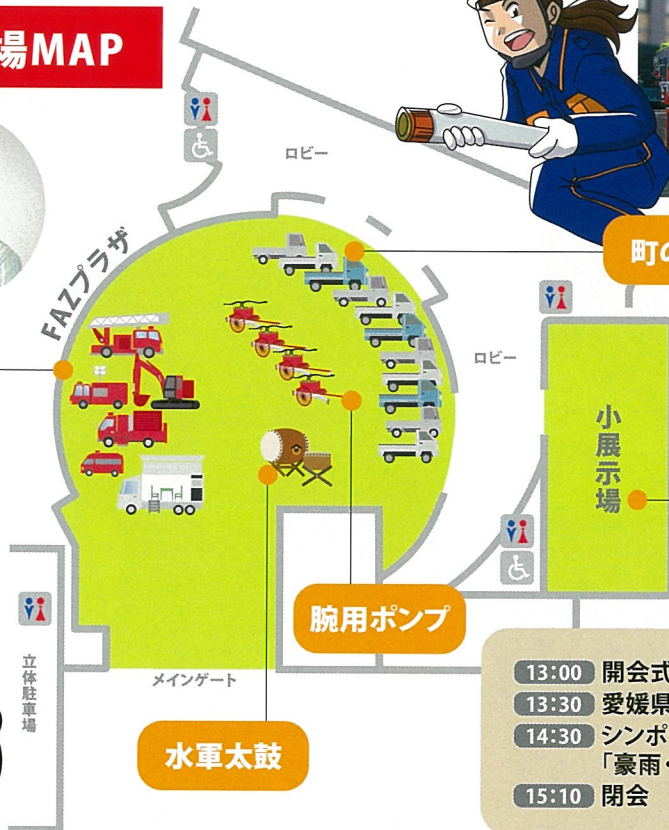 場MAP
ロビー
FAZプラザ
町の
ロビー
小展示場
腕用ポンプ
立体駐車場
メインゲート
水軍太鼓
13:00 開会式
13:30 愛媛県
14:30 シンポ
「豪雨・
15:10 閉会